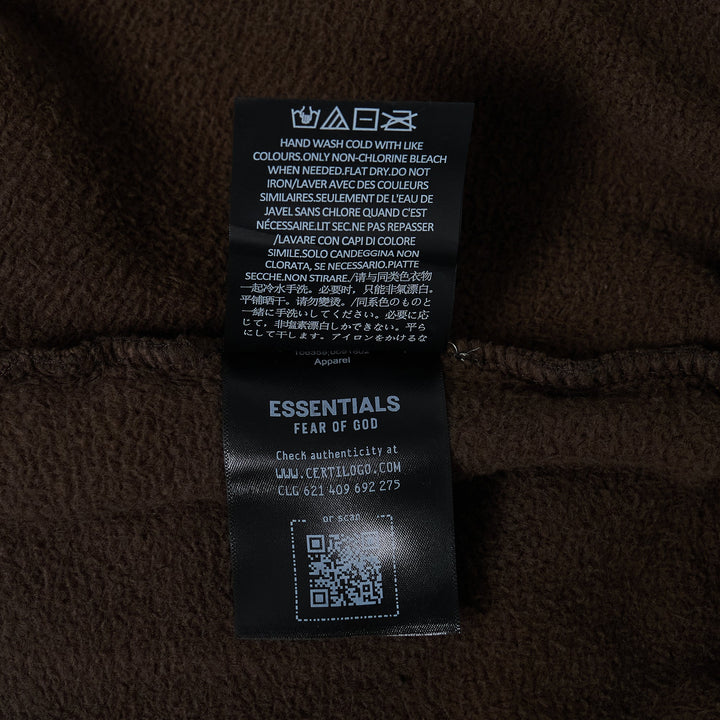 HAND WASH COLD WITH LIKE
COLOURS.ONLY NON-CHLORINE BLEACH
WHEN NEEDED.FLAT DRY.DO NOT
IRON/LAVER AVEC DES COULEURS
SIMILAIRES.SEULEMENT DE L'EAU DE
JAVEL SANS CHLORE QUAND C'EST
NÉCESSAIRE.LIT SEC.NE PAS REPASSER
/LAVARE CON CAPI DI COLORE
SIMILE.SOLO CANDEGGINA NON
CLORATA, SE NECESSARIO.PIATTE
SECCHE.NON STIRARE./请与同类色衣物
一起冷水手洗。必要时，只能非氯漂白。
平铺晒干。请勿燙烫。/同系色のものと
一緒に手洗いしてください。必要に応
じて，非塩素漂白しかできない。平ら
にして干します。アイロンをかけるな
Apparel
ESSENTIALS
FEAR OF GOD
Check authenticity at
WWW.CERTILOGO.COM
CLG 621 409 692 275
or scan